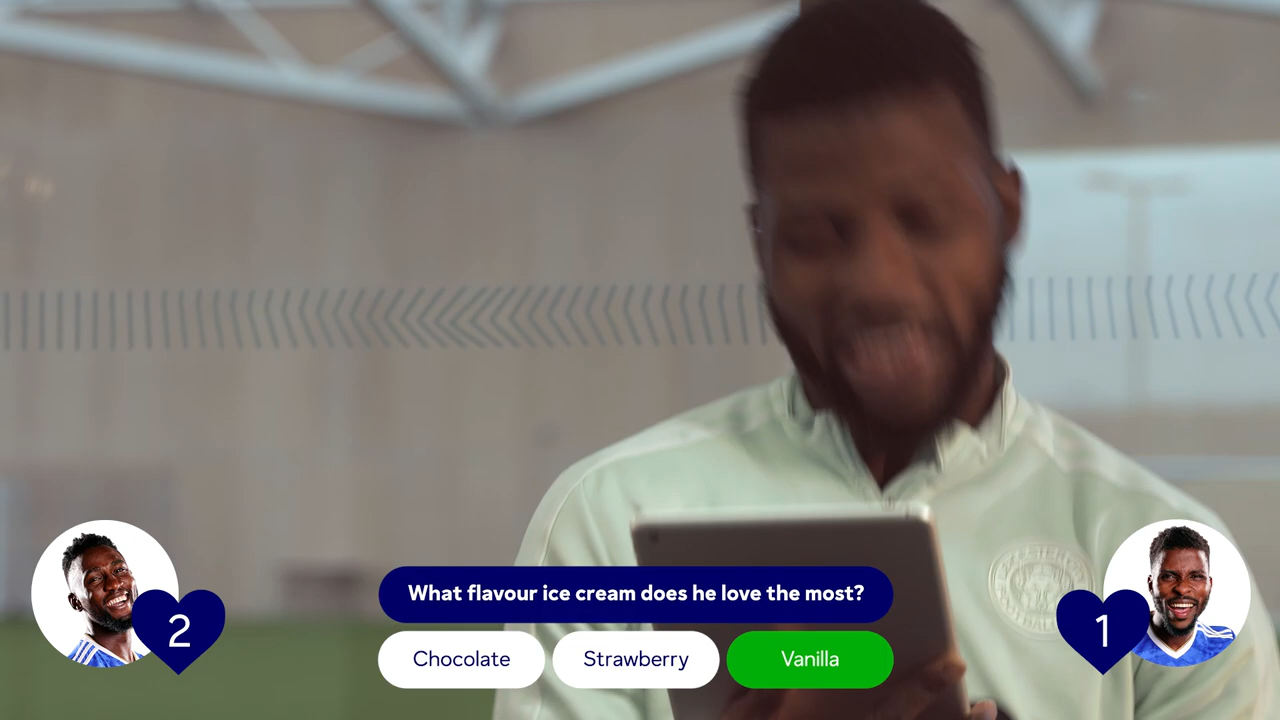 What flavour ice cream does he love the most?
Chocolate
Strawberry
Vanilla
2
1